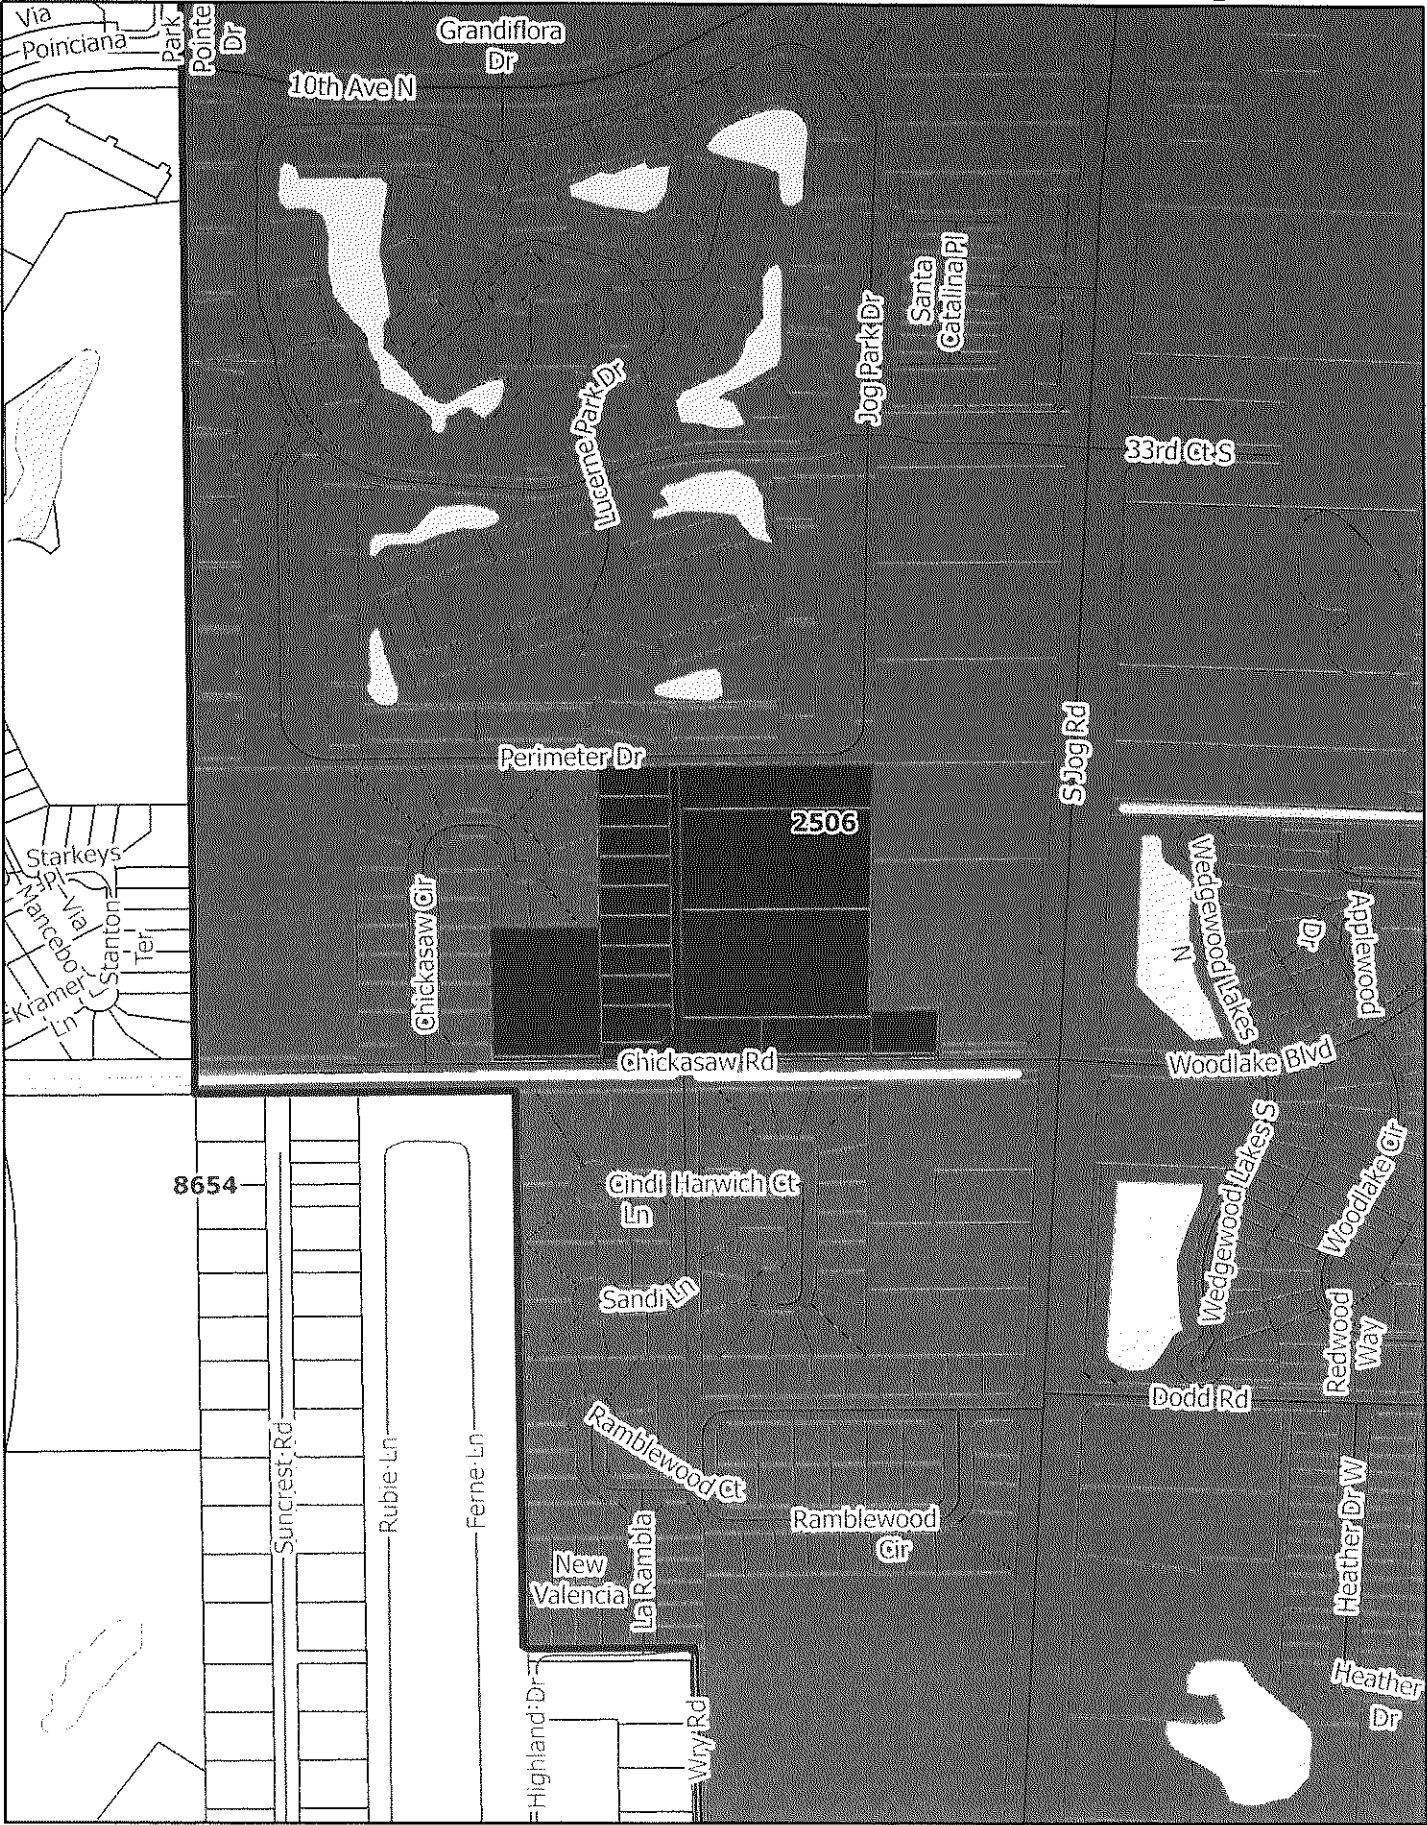 Via
Poinciana
Park
Pointe
Dr
Grandiflora
Dr
10th Ave N
Santa
Catalina Pl
Jog Park Dr
Lucerne Park Dr
33rd Ct S
S Jog Rd
Perimeter Dr
2506
Starkeys
Pl
Via
Mancebo
Stanton
Ter
Kramer
Ln
Chickasaw Cir
Wedgewood Lakes
N
Applewood
Dr
Chickasaw Rd
Woodlake Blvd
8654
Cindi
Ln
Harwich Ct
Wedgewood Lakes S
Woodlake Cir
Sandi Ln
Redwood
Way
Dodd Rd
Suncrest Rd
Rubie Ln
Ferne Ln
Ramblewood Ct
Ramblewood
Cir
Heather Dr W
New
Valencia
La Rambla
Heather
Dr
Highland Dr
Wry Rd